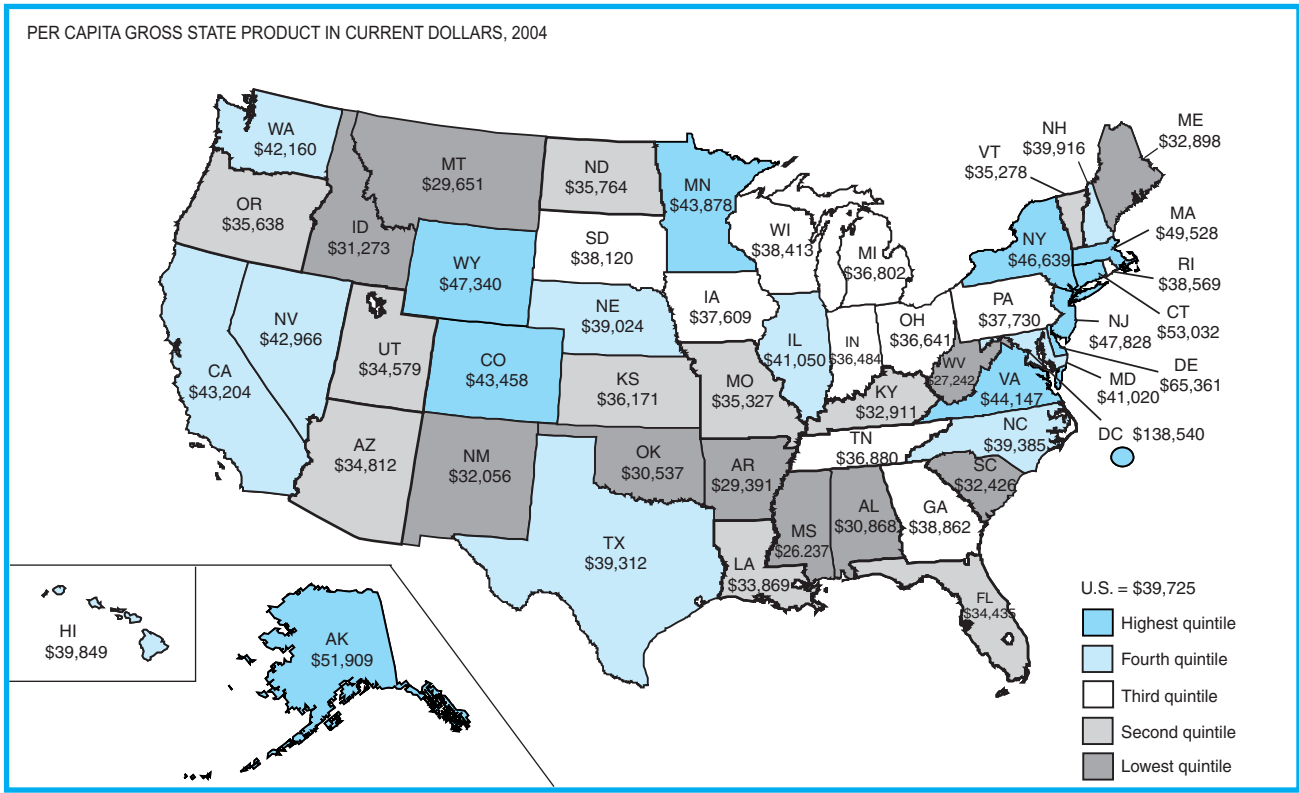 PER CAPITA GROSS STATE PRODUCT IN CURRENT DOLLARS, 2004
WA
$42,160
OR
$35,638
CA
$43,204
NV
$42,966
ID
$31,273
MT
$29,651
WY
$47,340
UT
$34,579
AZ
$34,812
CO
$43,458
NM
$32,056
ND
$35,764
SD
$38,120
NE
$39,024
KS
$36,171
OK
$30,537
TX
$39,312
MN
$43,878
IA
$37,609
MO
$35,327
AR
$29,391
LA
$33,869
WI
$38,413
IL
$41,050
MI
$36,802
IN
$36,484
OH
$36,641
KY
$32,911
TN
$36,880
MS
$26.237
AL
$30,868
GA
$38,862
FL
$34,435
SC
$32,426
NC
$39,385
VA
$44,147
WV
$27,242
PA
$37,730
NY
$46,639
VT
$35,278
NH
$39,916
ME
$32,898
MA
$49,528
RI
$38,569
CT
$53,032
NJ
$47,828
DE
$65,361
MD
$41,020
DC $138,540
HI
$39,849
AK
$51,909
U.S. = $39,725
Highest quintile
Fourth quintile
Third quintile
Second quintile
Lowest quintile